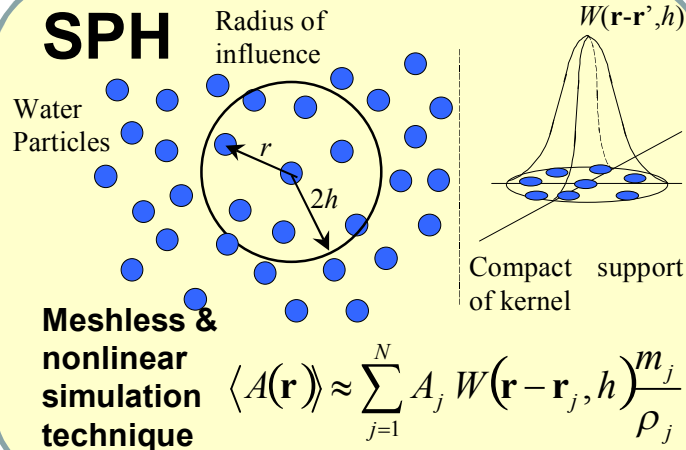 SPH
Radius of
influence
Water
Particles
r
2h
W(r-r’,h)
Compact support
of kernel
Meshless &
nonlinear
simulation
technique
⟨A(r)⟩ ≈ ∑_{j=1}^{N} A_j W(r − r_j, h) m_j/ρ_j